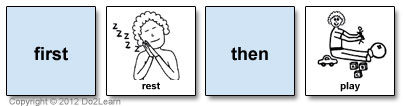 first
z z z z z
rest
then
play
Copyright © 2012 Do2Learn